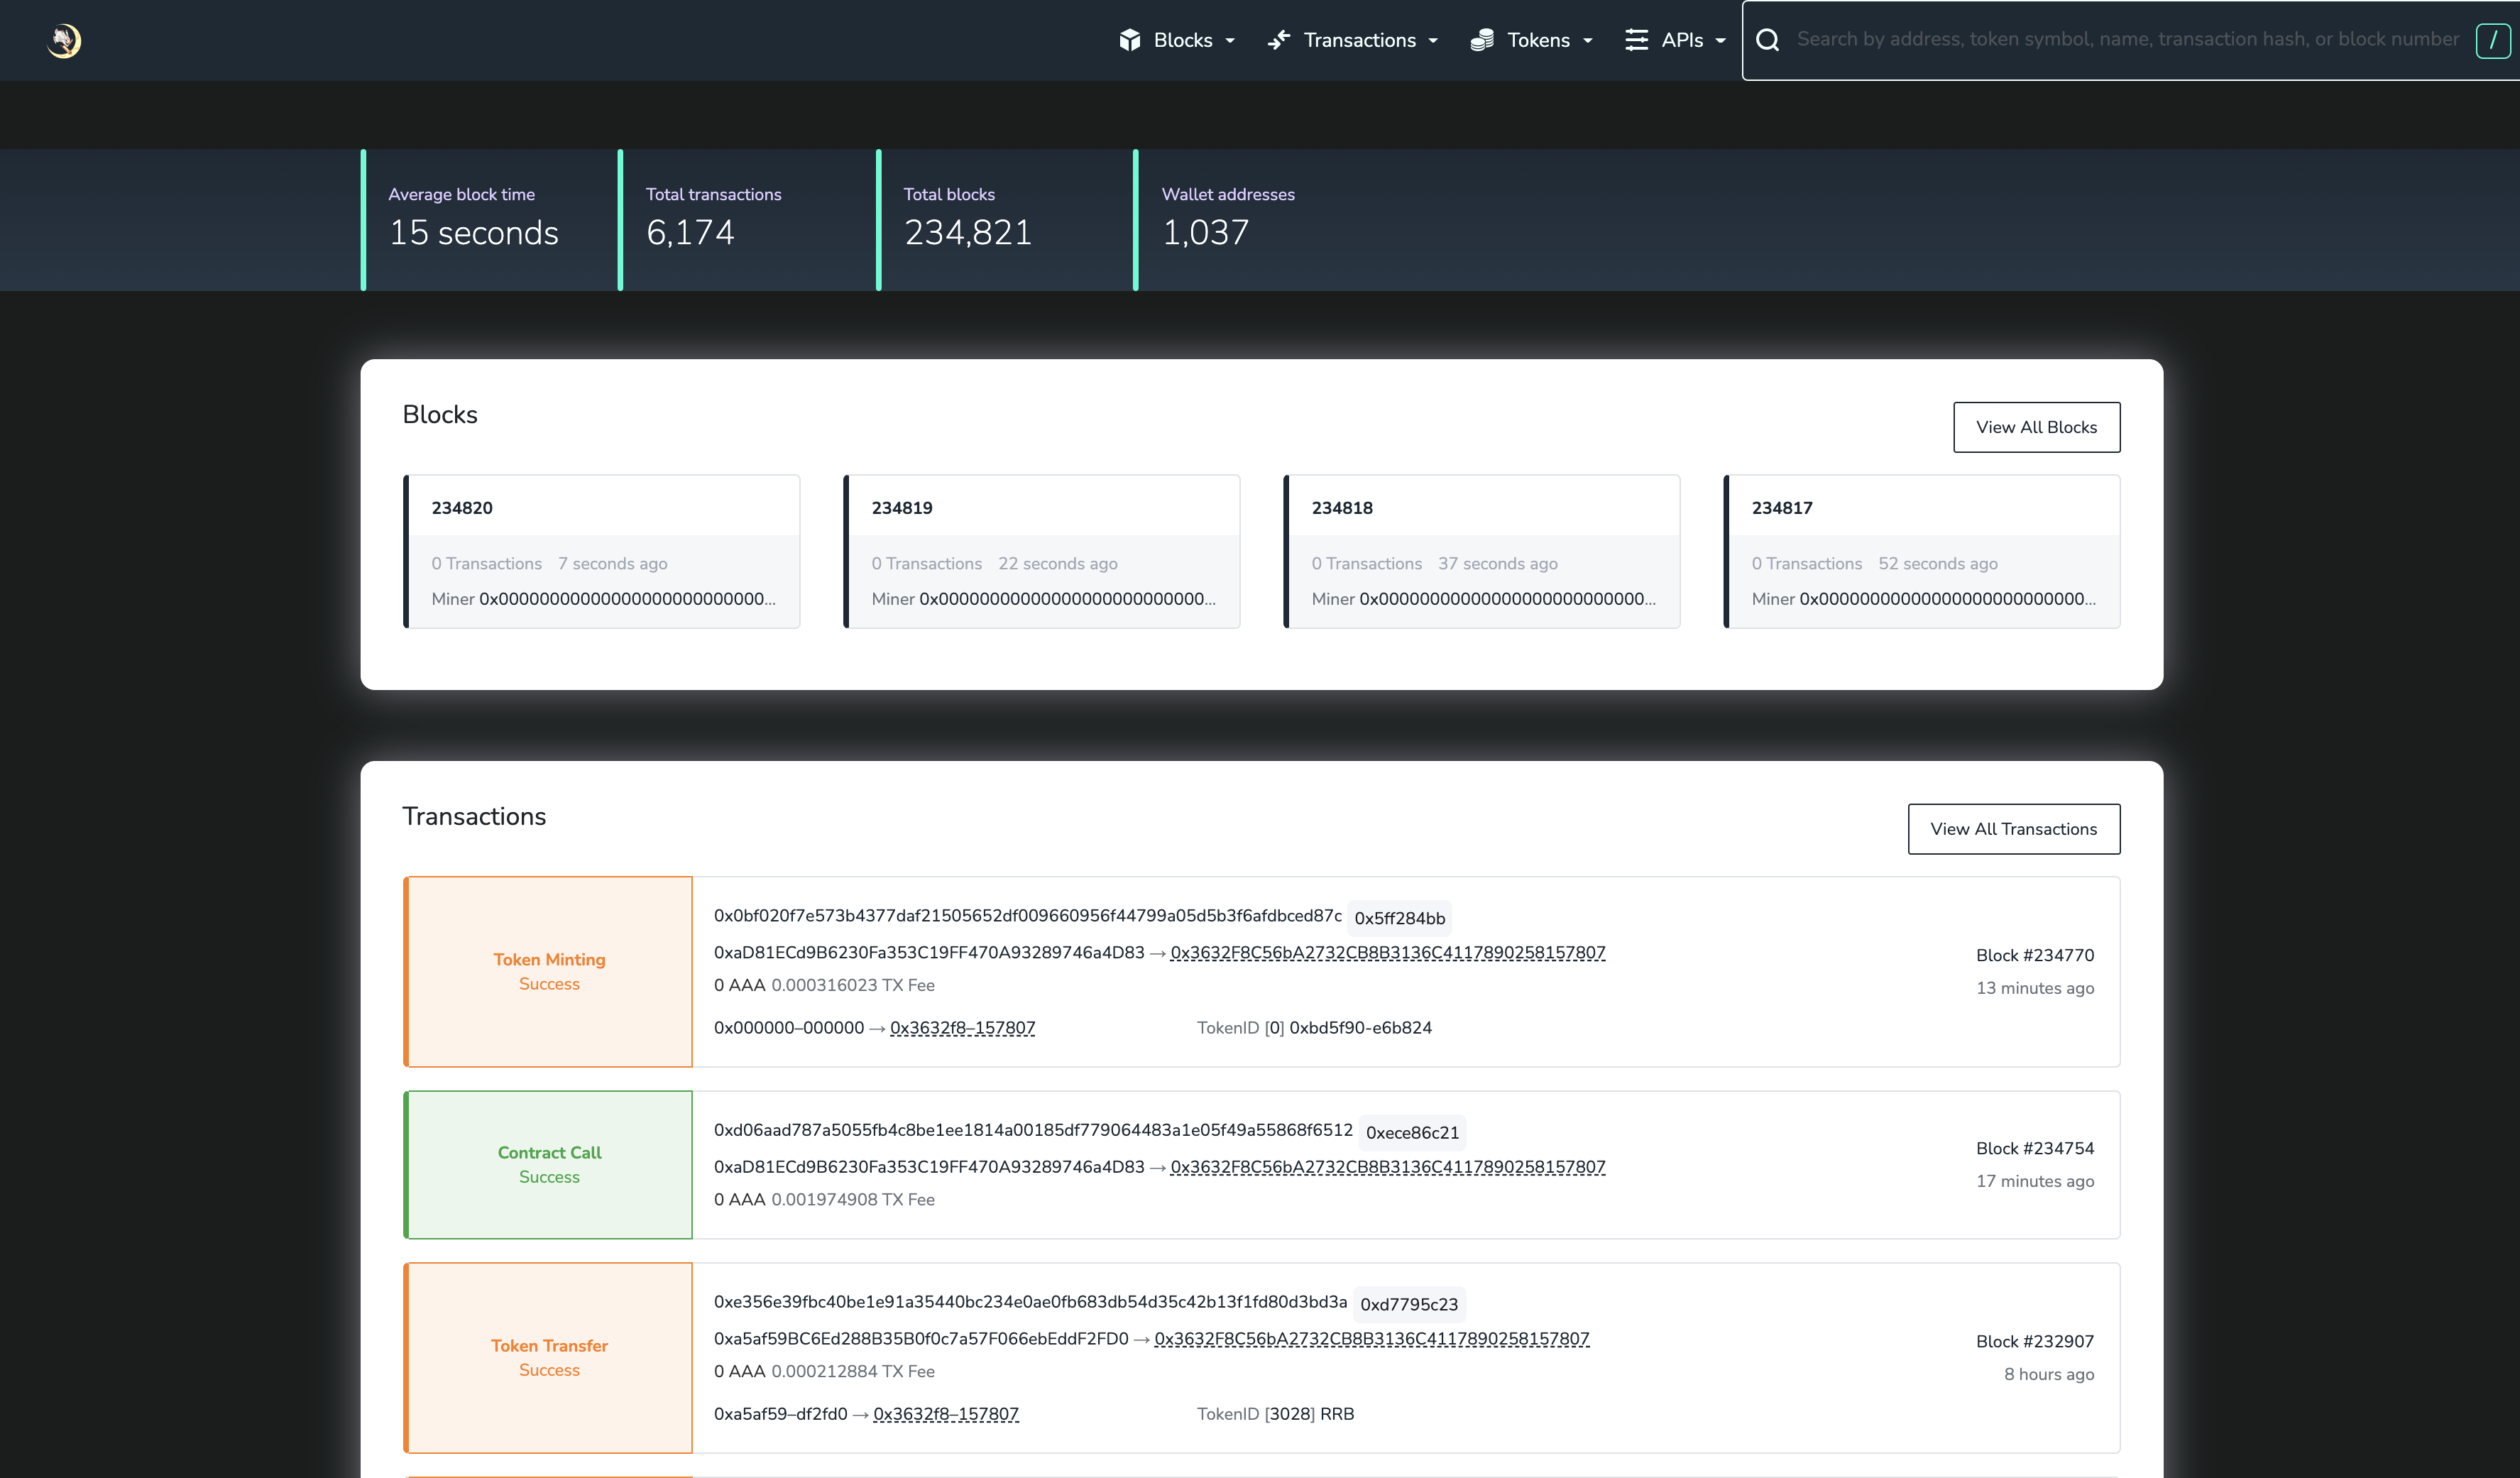 Blocks
Transactions
Tokens
APIs
Search by address, token symbol, name, transaction hash, or block number
/
Average block time
15 seconds
Total transactions
6,174
Total blocks
234,821
Wallet addresses
1,037
Blocks
View All Blocks
234820
0 Transactions 7 seconds ago
Miner 0x00000000000000000000000000...
234819
0 Transactions 22 seconds ago
Miner 0x00000000000000000000000000...
234818
0 Transactions 37 seconds ago
Miner 0x00000000000000000000000000...
234817
0 Transactions 52 seconds ago
Miner 0x00000000000000000000000000...
Transactions
View All Transactions
Token Minting
Success
0x0bf020f7e573b4377daf21505652df009660956f44799a05d5b3f6afdbced87c 0x5ff284bb
0xaD81ECd9B6230Fa353C19FF470A93289746a4D83 → 0x3632F8C56bA2732CB8B3136C4117890258157807
0 AAA 0.000316023 TX Fee
0x000000–000000 → 0x3632f8–157807
TokenID [0] 0xbd5f90-e6b824
Block #234770
13 minutes ago
Contract Call
Success
0xd06aad787a5055fb4c8be1ee1814a00185df779064483a1e05f49a55868f6512 0xece86c21
0xaD81ECd9B6230Fa353C19FF470A93289746a4D83 → 0x3632F8C56bA2732CB8B3136C4117890258157807
0 AAA 0.001974908 TX Fee
Block #234754
17 minutes ago
Token Transfer
Success
0xe356e39fbc40be1e91a35440bc234e0ae0fb683db54d35c42b13f1fd80d3bd3a 0xd7795c23
0xa5af59BC6Ed288B35B0f0c7a57F066ebEddF2FD0 → 0x3632F8C56bA2732CB8B3136C4117890258157807
0 AAA 0.000212884 TX Fee
0xa5af59–df2fd0 → 0x3632f8–157807
TokenID [3028] RRB
Block #232907
8 hours ago